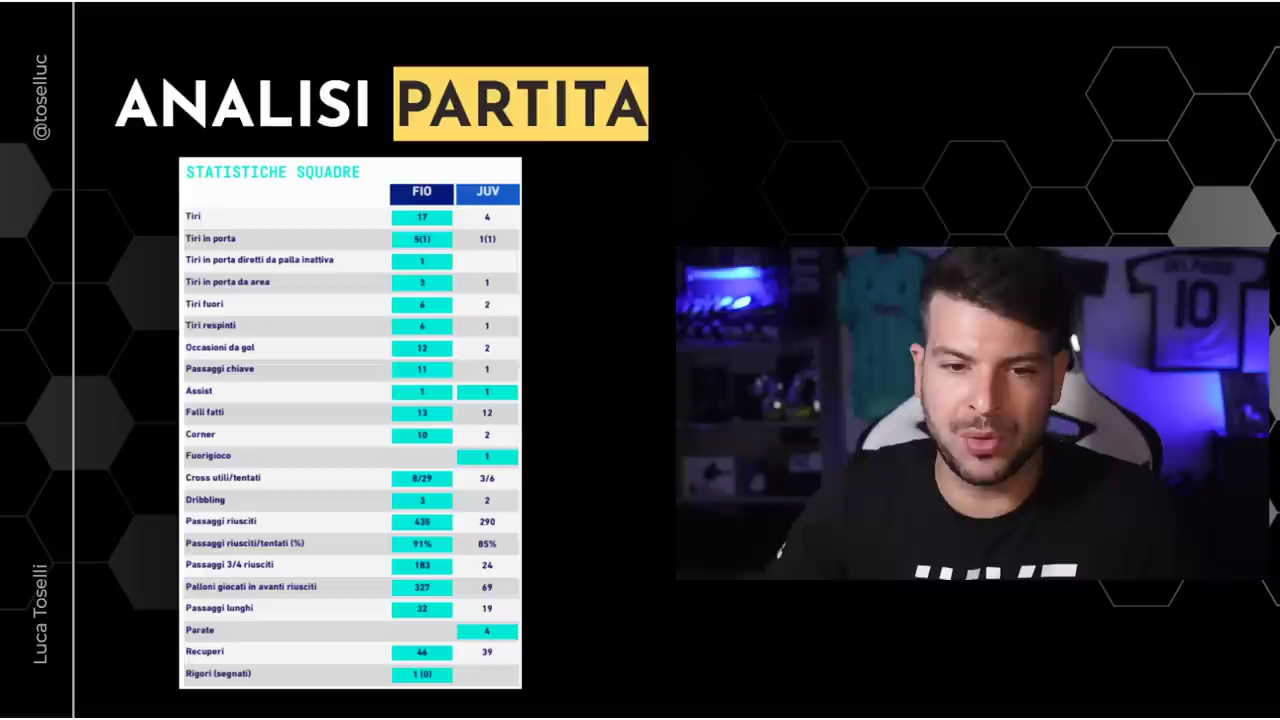 @toselluc
Luca Toselli
ANALISI PARTITA
STATISTICHE SQUADRE
FIO JUV
Tiri 17 4
Tiri in porta 5(1) 1(1)
Tiri in porta diretti da palla inattiva 1
Tiri in porta da area 3 1
Tiri fuori 6 2
Tiri respinti 6 1
Occasioni da gol 12 2
Passaggi chiave 11 1
Assist 1 1
Falli fatti 13 12
Corner 10 2
Fuorigioco 1
Cross utili/tentati 8/29 3/6
Dribbling 3 2
Passaggi riusciti 435 290
Passaggi riusciti/tentati (%) 91% 85%
Passaggi 3/4 riusciti 183 24
Palloni giocati in avanti riusciti 327 69
Passaggi lunghi 32 19
Parate 4
Recuperi 46 39
Rigori (segnati) 1 (0)
10